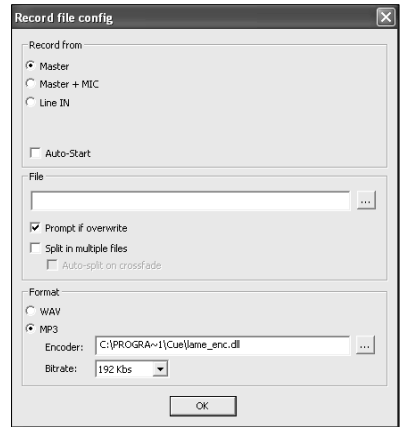 Record file config
Record from
Master
Master + MIC
Line IN
Auto-Start
File
...
Prompt if overwrite
Split in multiple files
Auto-split on crossfade
Format
WAV
MP3
Encoder: C:\PROGRA~1\Cue\lame_enc.dll ...
Bitrate: 192 Kbs
OK